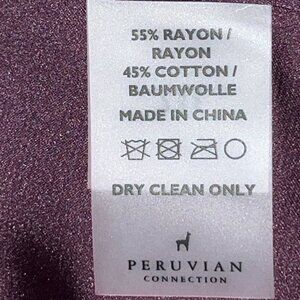 55% RAYON /
RAYON
45% COTTON /
BAUMWOLLE
MADE IN CHINA
DRY CLEAN ONLY
PERUVIAN
CONNECTION